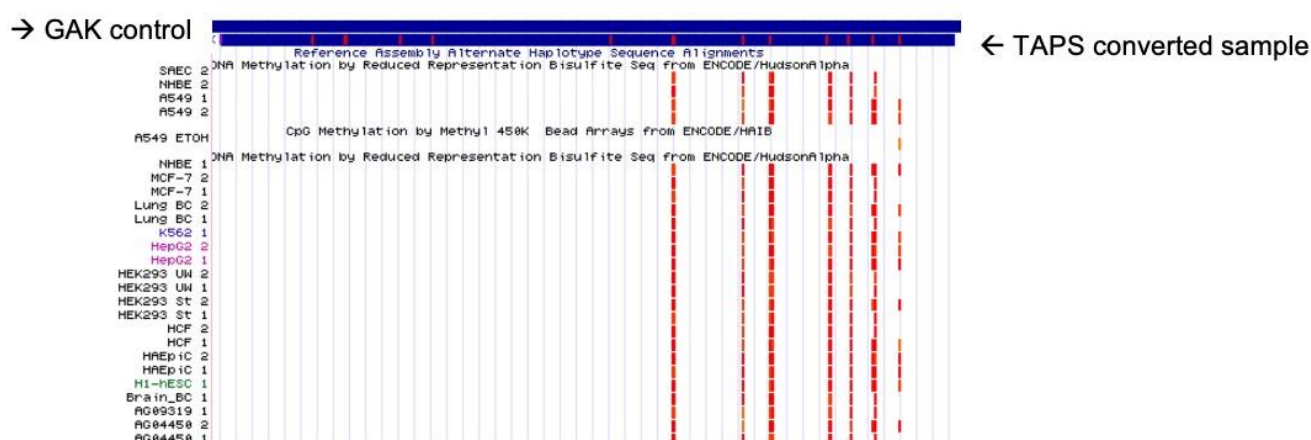 → GAK control
← TAPS converted sample
Reference Assembly Alternate Haplotype Sequence Alignments
DNA Methylation by Reduced Representation Bisulfite Seq from ENCODE/HudsonAlpha
SAEC 2
NHBE 2
A549 1
A549 2
CpG Methylation by Methyl 450K Bead Arrays from ENCODE/HAIB
A549 ETOH
DNA Methylation by Reduced Representation Bisulfite Seq from ENCODE/HudsonAlpha
NHBE 1
MCF-7 2
MCF-7 1
Lung BC 2
Lung BC 1
K562 1
HepG2 2
HepG2 1
HEK293 UW 2
HEK293 UW 1
HEK293 St 2
HEK293 St 1
HCF 2
HCF 1
HAEpiC 2
HAEpiC 1
H1-hESC 1
Brain_BC 1
AG09319 1
AG04450 2
AG04450 1